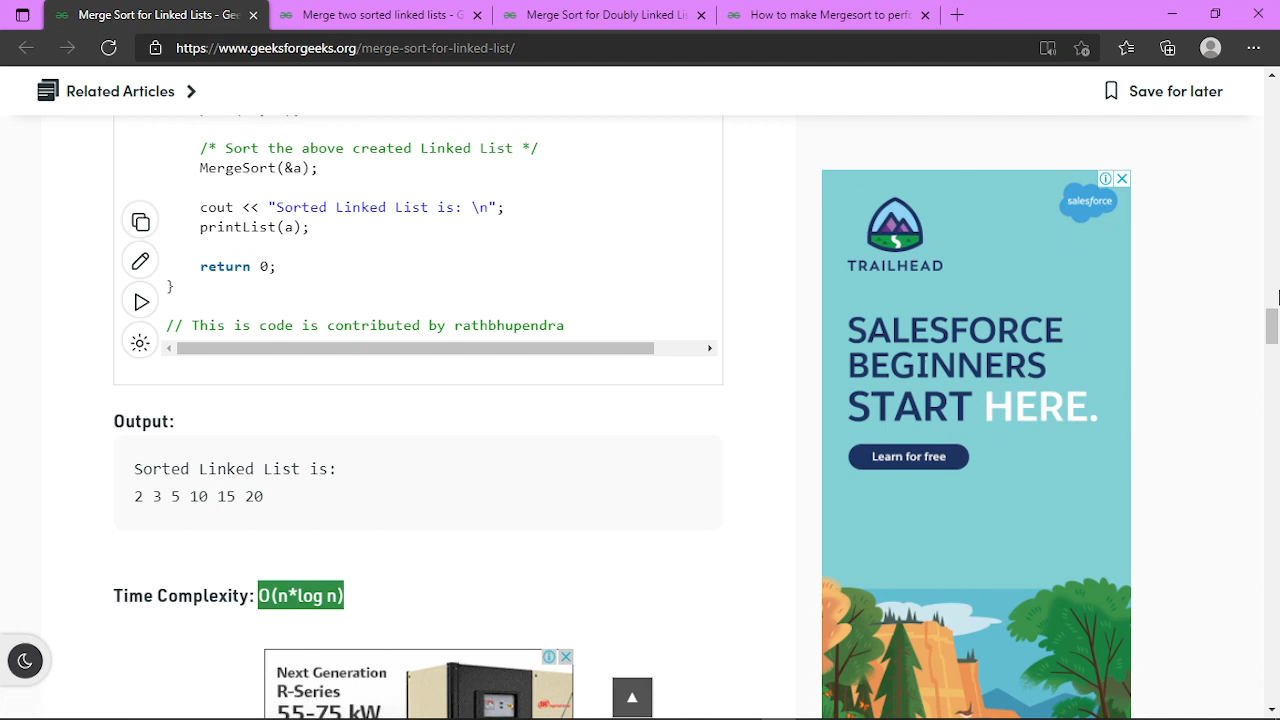 Merge Sort for Linked Lists - Gee
Merge two sorted linked lists - G
Merge Sort for Doubly Linked Li
How to make Mergesort to perfo
https://www.geeksforgeeks.org/merge-sort-for-linked-list/
Related Articles
Save for later
/* Sort the above created Linked List */
MergeSort(&a);
cout << "Sorted Linked List is: \n";
printList(a);
return 0;
}
// This is code is contributed by rathbhupendra
Output:
Sorted Linked List is:
2 3 5 10 15 20
Time Complexity: O(n*log n)
Next Generation
R-Series
55-75 kW
salesforce
TRAILHEAD
SALESFORCE
BEGINNERS
START HERE.
Learn for free